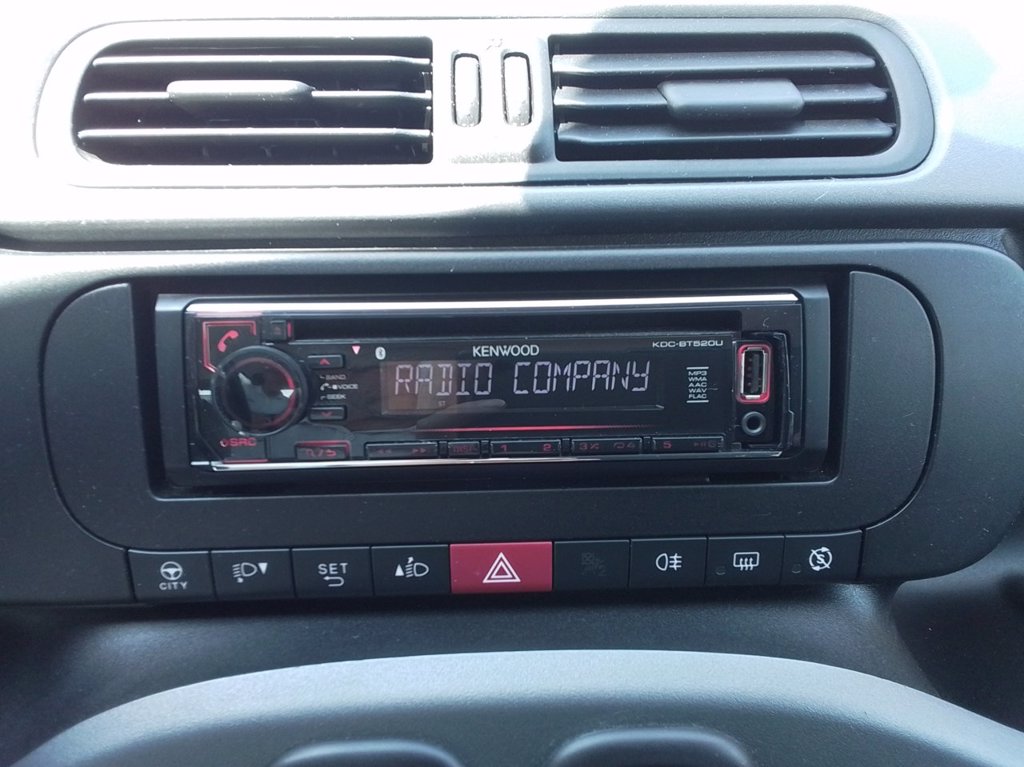 KENWOOD
KDC-BT520U
BAND
VOICE
SEEK
RADIO COMPANY
ST
MP3
WMA
AAC
WAV
FLAC
SRC
1 2 3 4 5
CITY
SET